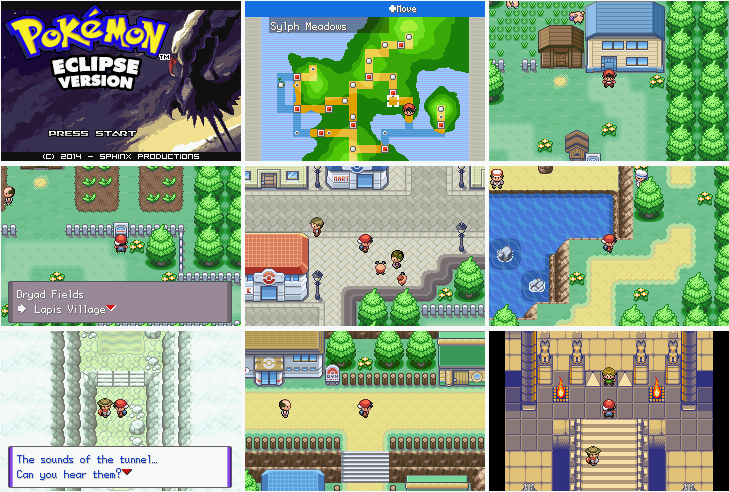 POKéMON
TM
ECLIPSE
VERSION
PRESS START
(C) 2014 - SPHINX PRODUCTIONS
Move
Sylph Meadows
Dryad Fields
Lapis Village
MART
The sounds of the tunnel…
Can you hear them?
GYM